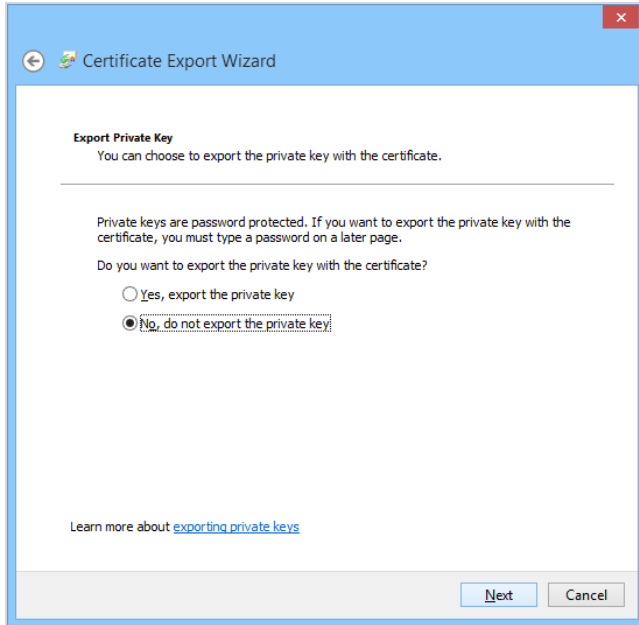 Certificate Export Wizard
Export Private Key
You can choose to export the private key with the certificate.
Private keys are password protected. If you want to export the private key with the
certificate, you must type a password on a later page.
Do you want to export the private key with the certificate?
Yes, export the private key
No, do not export the private key
Learn more about exporting private keys
Next Cancel